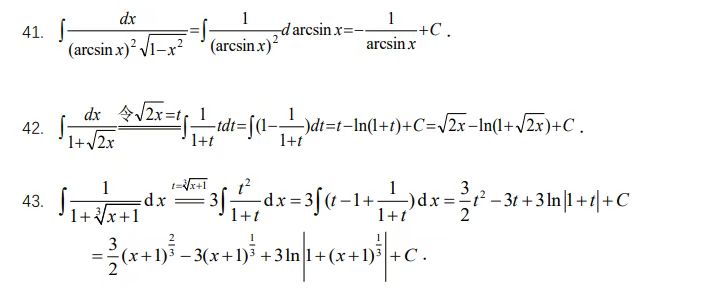 41. ∫ dx/((arcsin x)² √(1−x²)) = ∫ 1/(arcsin x)² d arcsin x = − 1/arcsin x + C .
42. ∫ dx/(1+√(2x)) 令√(2x)=t ∫ 1/(1+t) tdt = ∫(1− 1/(1+t))dt = t−ln(1+t)+C = √(2x)−ln(1+√(2x))+C .
43. ∫ 1/(1+∛(x+1)) dx t=∛(x+1) = 3∫ t²/(1+t) dx = 3∫(t−1+ 1/(1+t))dx = 3/2 t² − 3t + 3ln|1+t| + C
= 3/2 (x+1)^(2/3) − 3(x+1)^(1/3) + 3ln|1+(x+1)^(1/3)| + C .